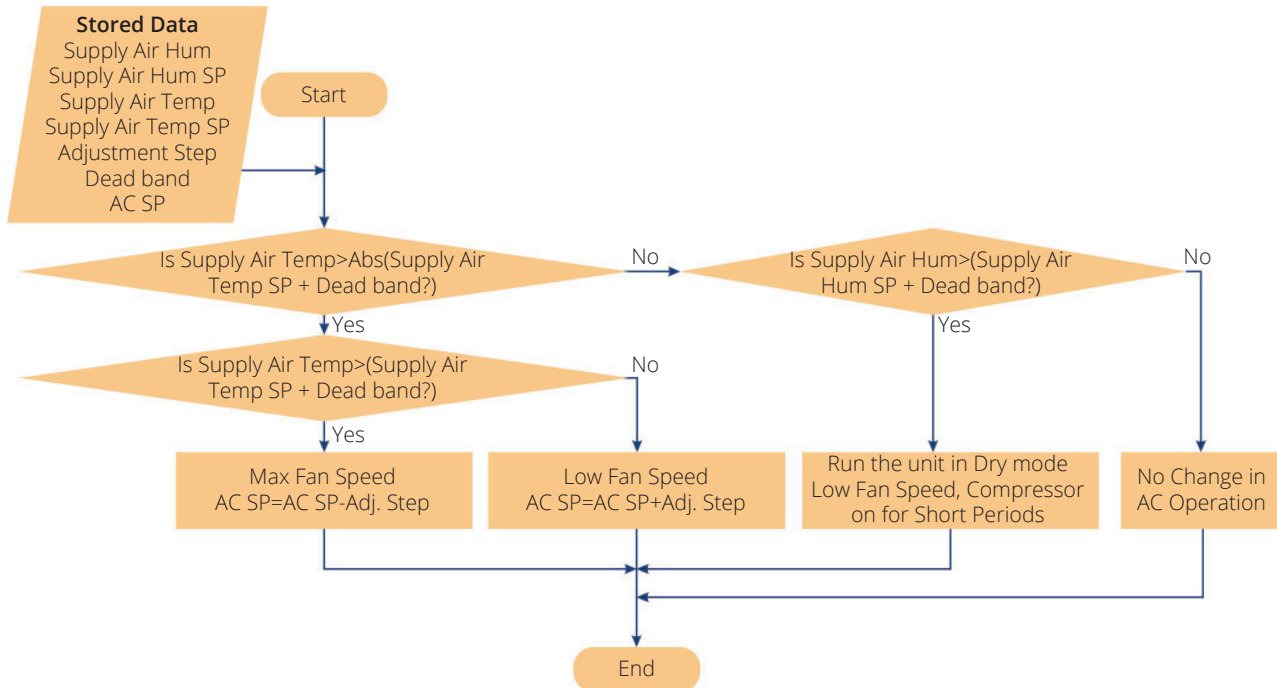 Stored Data
Supply Air Hum
Supply Air Hum SP
Supply Air Temp
Supply Air Temp SP
Adjustment Step
Dead band
AC SP
Start
Is Supply Air Temp>Abs(Supply Air
Temp SP + Dead band?)
No
Is Supply Air Hum>(Supply Air
Hum SP + Dead band?)
No
Yes
Yes
Is Supply Air Temp>(Supply Air
Temp SP + Dead band?)
No
Yes
Max Fan Speed
AC SP=AC SP-Adj. Step
Low Fan Speed
AC SP=AC SP+Adj. Step
Run the unit in Dry mode
Low Fan Speed, Compressor
on for Short Periods
No Change in
AC Operation
End